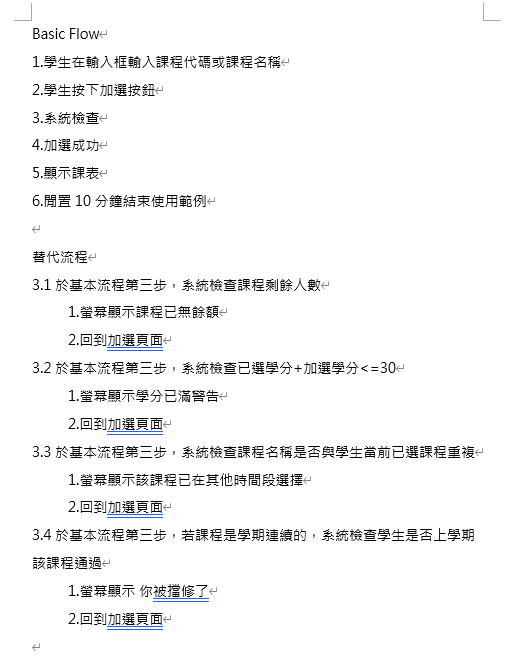 Basic Flow
1.學生在輸入框輸入課程代碼或課程名稱
2.學生按下加選按鈕
3.系統檢查
4.加選成功
5.顯示課表
6.閒置 10 分鐘結束使用範例
替代流程
3.1 於基本流程第三步，系統檢查課程剩餘人數
1.螢幕顯示課程已無餘額
2.回到加選頁面
3.2 於基本流程第三步，系統檢查已選學分+加選學分<=30
1.螢幕顯示學分已滿警告
2.回到加選頁面
3.3 於基本流程第三步，系統檢查課程名稱是否與學生當前已選課程重複
1.螢幕顯示該課程已在其他時間段選擇
2.回到加選頁面
3.4 於基本流程第三步，若課程是學期連續的，系統檢查學生是否上學期
該課程通過
1.螢幕顯示 你被擋修了
2.回到加選頁面